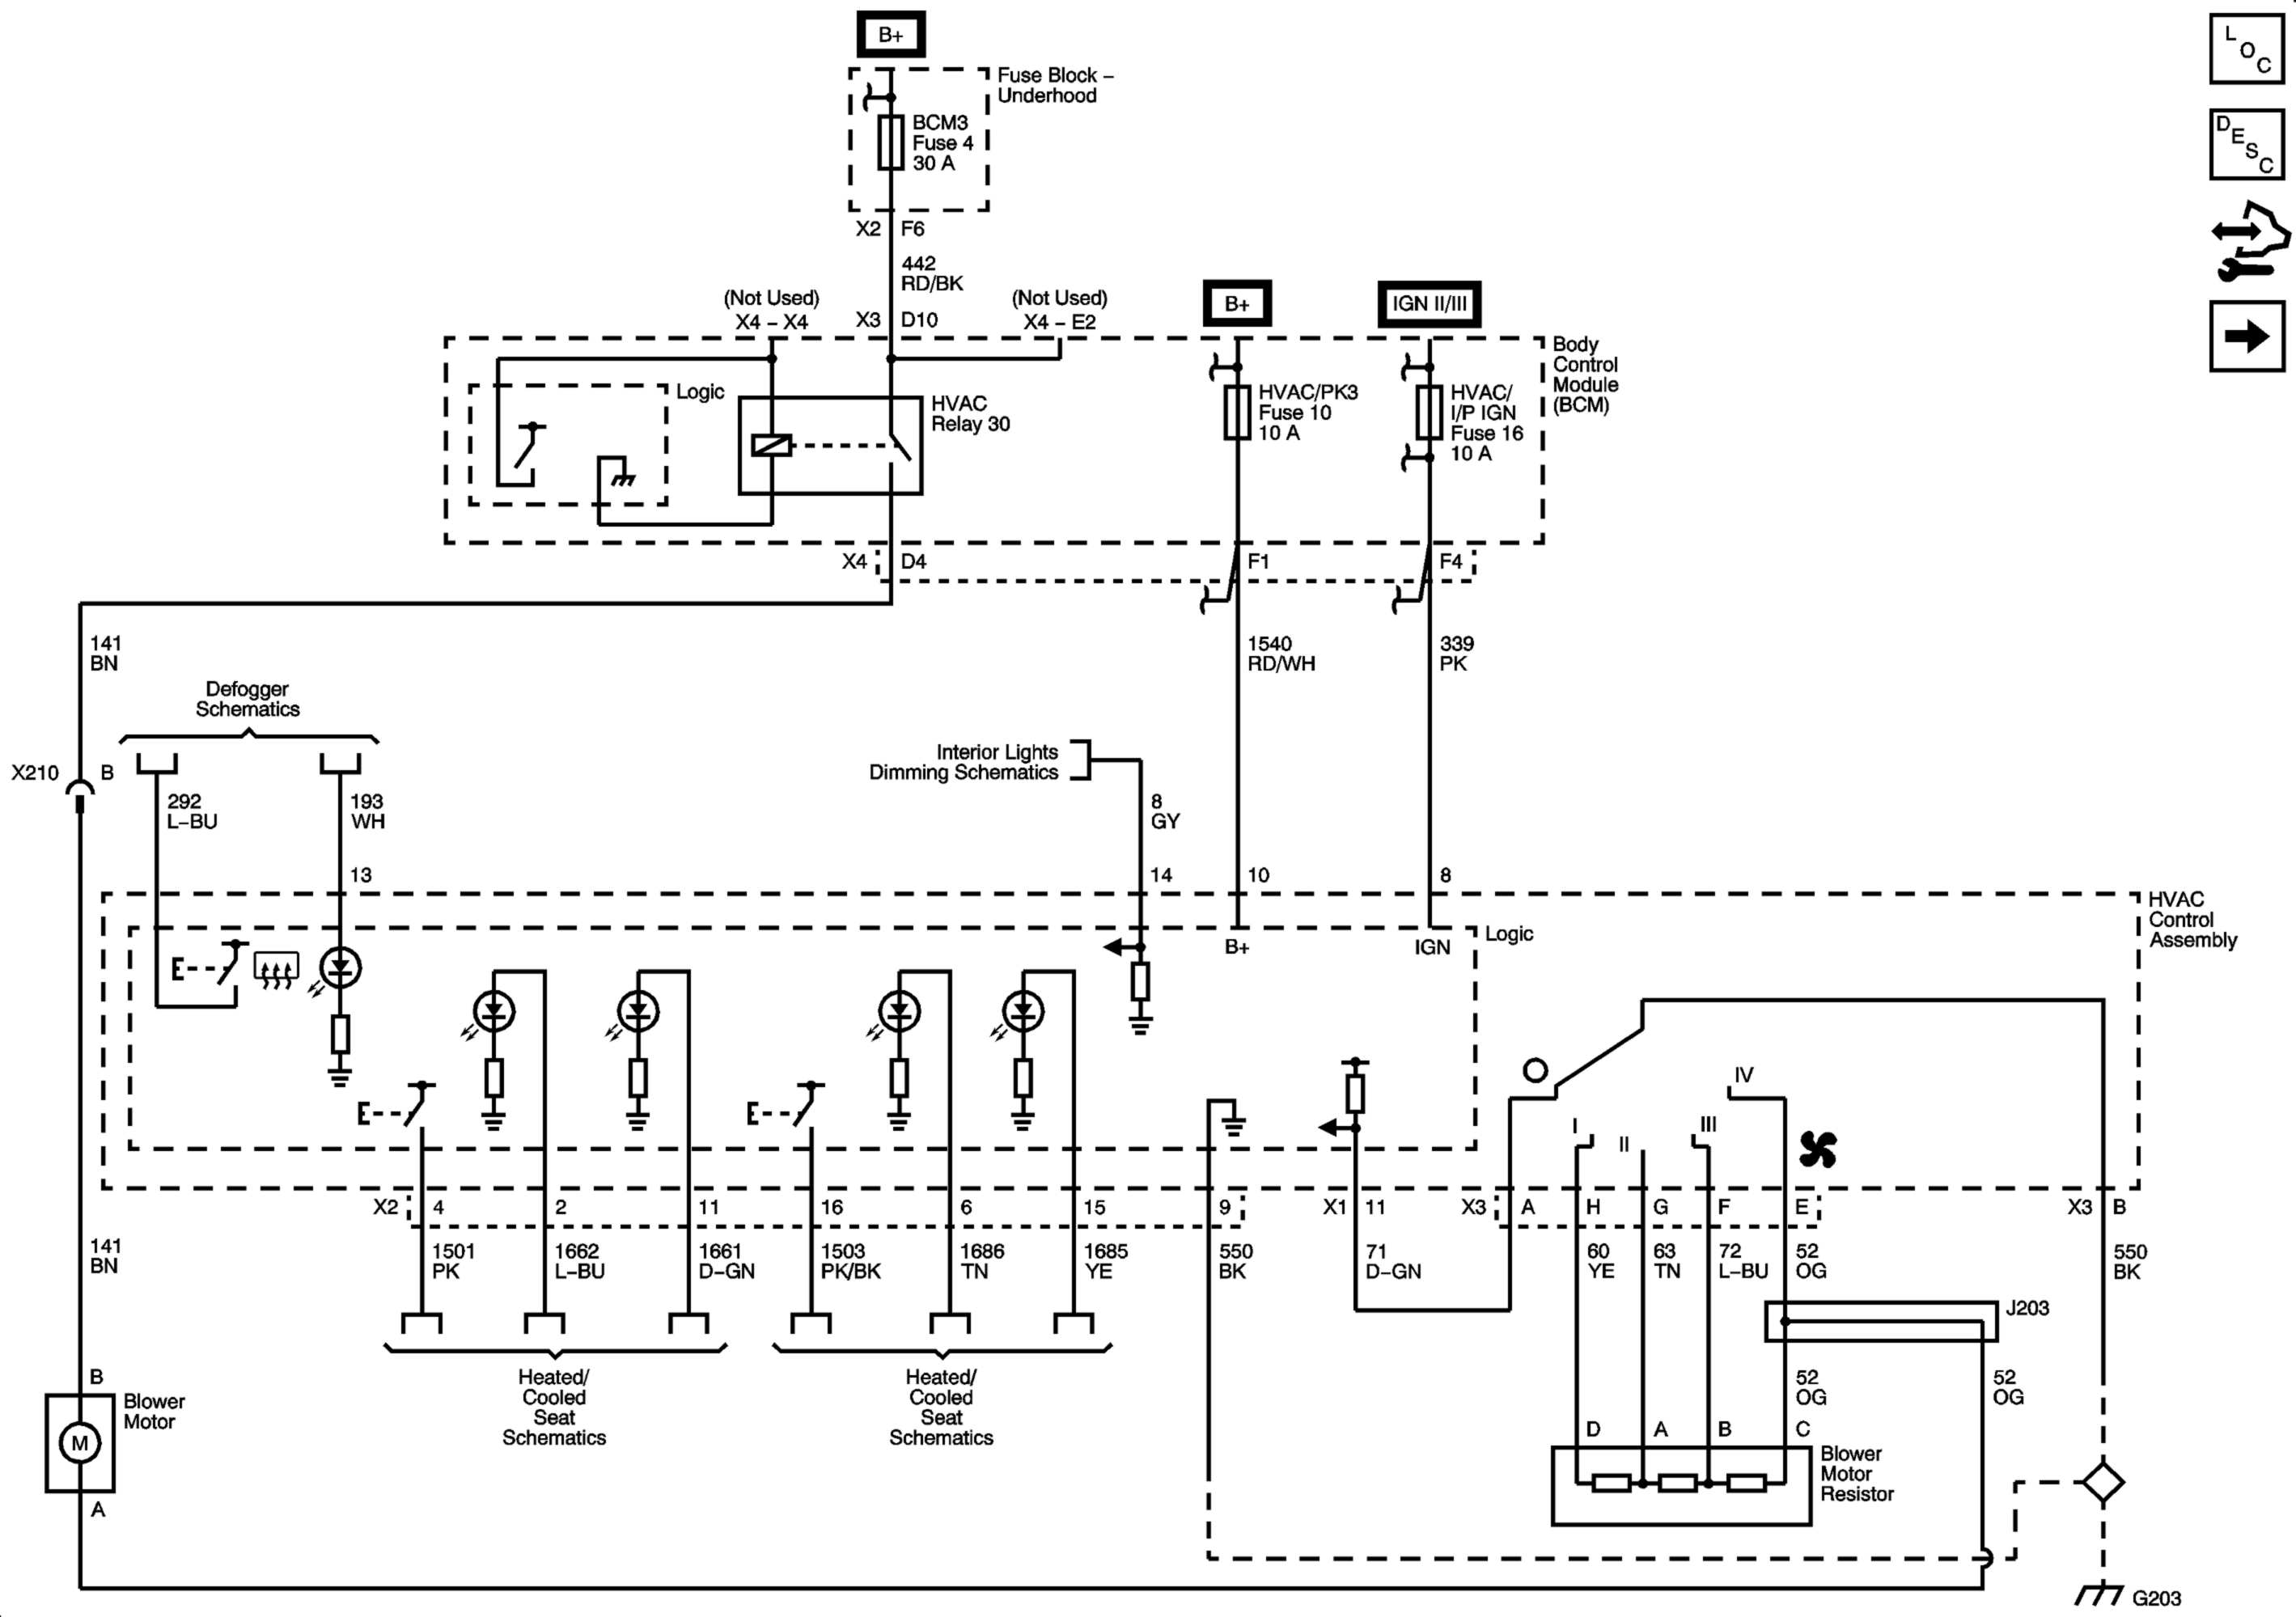 B+
Fuse Block –
Underhood
BCM3
Fuse 4
30 A
X2 F6
442
RD/BK
(Not Used)
X4 – X4
X3 D10
(Not Used)
X4 – E2
B+
IGN II/III
L
O
C
D
E
S
C
Body
Control
Module
(BCM)
Logic
HVAC
Relay 30
HVAC/PK3
Fuse 10
10 A
HVAC/
I/P IGN
Fuse 16
10 A
X4 D4
F1
F4
141
BN
1540
RD/WH
339
PK
Defogger
Schematics
Interior Lights
Dimming Schematics
X210 B
292
L–BU
193
WH
8
GY
13
14
10
8
HVAC
Control
Assembly
Logic
B+
IGN
I
II
III
IV
X2 4
2
11
16
6
15
9
X1 11
X3 A
H
G
F
E
X3 B
141
BN
1501
PK
1662
L–BU
1661
D–GN
1503
PK/BK
1686
TN
1685
YE
550
BK
71
D–GN
60
YE
63
TN
72
L–BU
52
OG
550
BK
J203
Heated/
Cooled
Seat
Schematics
Heated/
Cooled
Seat
Schematics
52
OG
52
OG
B
Blower
Motor
M
A
D
A
B
C
Blower
Motor
Resistor
G203